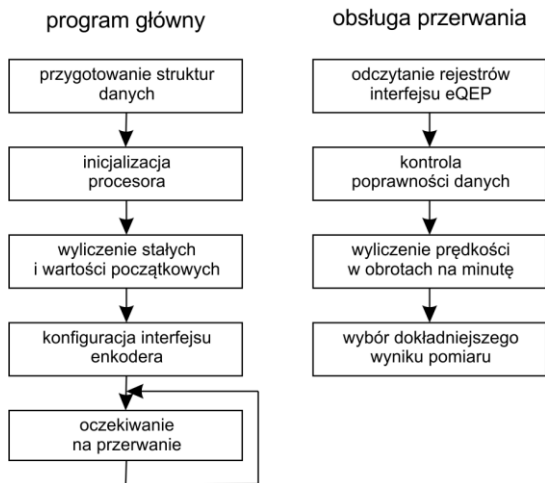 program główny
przygotowanie struktur
danych
inicjalizacja
procesora
wyliczenie stałych
i wartości początkowych
konfiguracja interfejsu
enkodera
oczekiwanie
na przerwanie
obsługa przerwania
odczytanie rejestrów
interfejsu eQEP
kontrola
poprawności danych
wyliczenie prędkości
w obrotach na minutę
wybór dokładniejszego
wyniku pomiaru